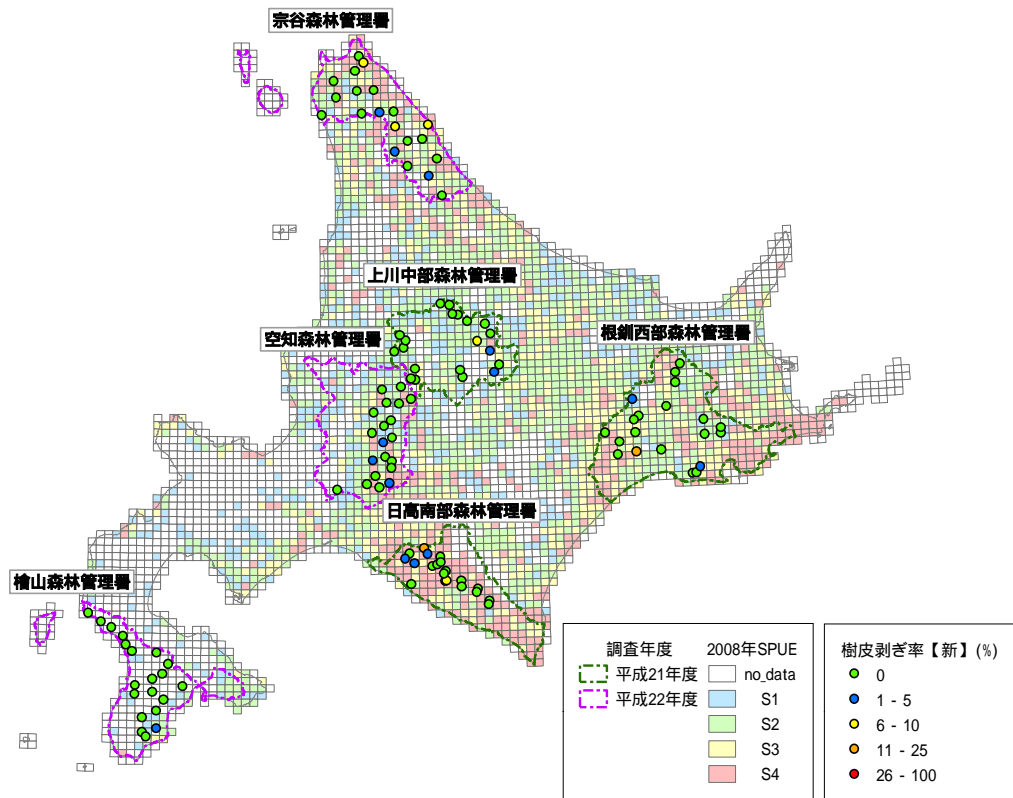 宗谷森林管理署
上川中部森林管理署
空知森林管理署
根釧西部森林管理署
日高南部森林管理署
檜山森林管理署
調査年度
平成21年度
平成22年度
2008年SPUE
no_data
S1
S2
S3
S4
樹皮剥ぎ率【新】(%)
0
1 - 5
6 - 10
11 - 25
26 - 100